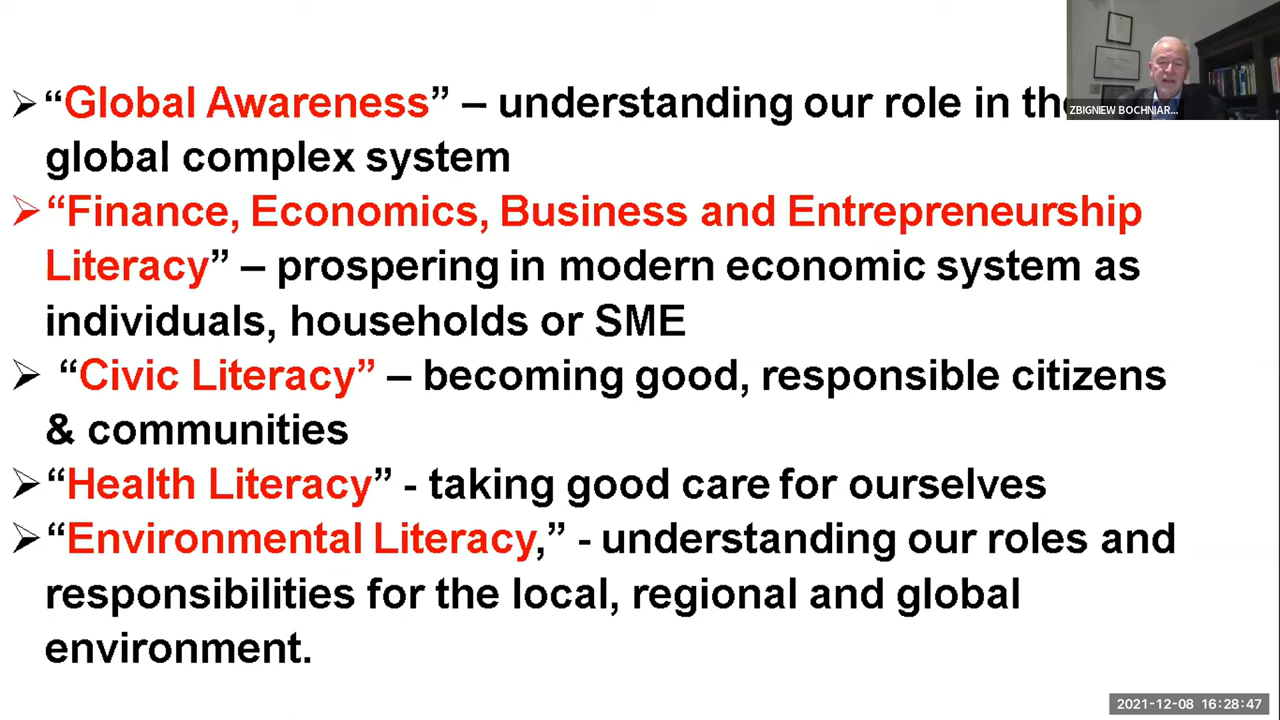 ➢“Global Awareness” – understanding our role in the
global complex system
➢“Finance, Economics, Business and Entrepreneurship
Literacy” – prospering in modern economic system as
individuals, households or SME
➢ “Civic Literacy” – becoming good, responsible citizens
& communities
➢“Health Literacy” - taking good care for ourselves
➢“Environmental Literacy,” - understanding our roles and
responsibilities for the local, regional and global
environment.
ZBIGNIEW BOCHNIAR...
2021-12-08 16:28:47